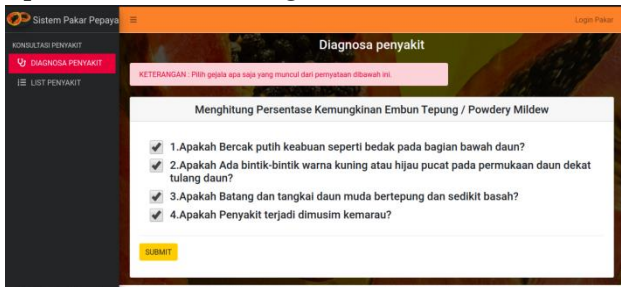 Sistem Pakar Pepaya
Login Pakar
KONSULTASI PENYAKIT
DIAGNOSA PENYAKIT
LIST PENYAKIT
Diagnosa penyakit
KETERANGAN : Pilih gejala apa saja yang muncul dari pernyataan dibawah ini.
Menghitung Persentase Kemungkinan Embun Tepung / Powdery Mildew
1.Apakah Bercak putih keabuan seperti bedak pada bagian bawah daun?
2.Apakah Ada bintik-bintik warna kuning atau hijau pucat pada permukaan daun dekat
tulang daun?
3.Apakah Batang dan tangkai daun muda bertepung dan sedikit basah?
4.Apakah Penyakit terjadi dimusim kemarau?
SUBMIT